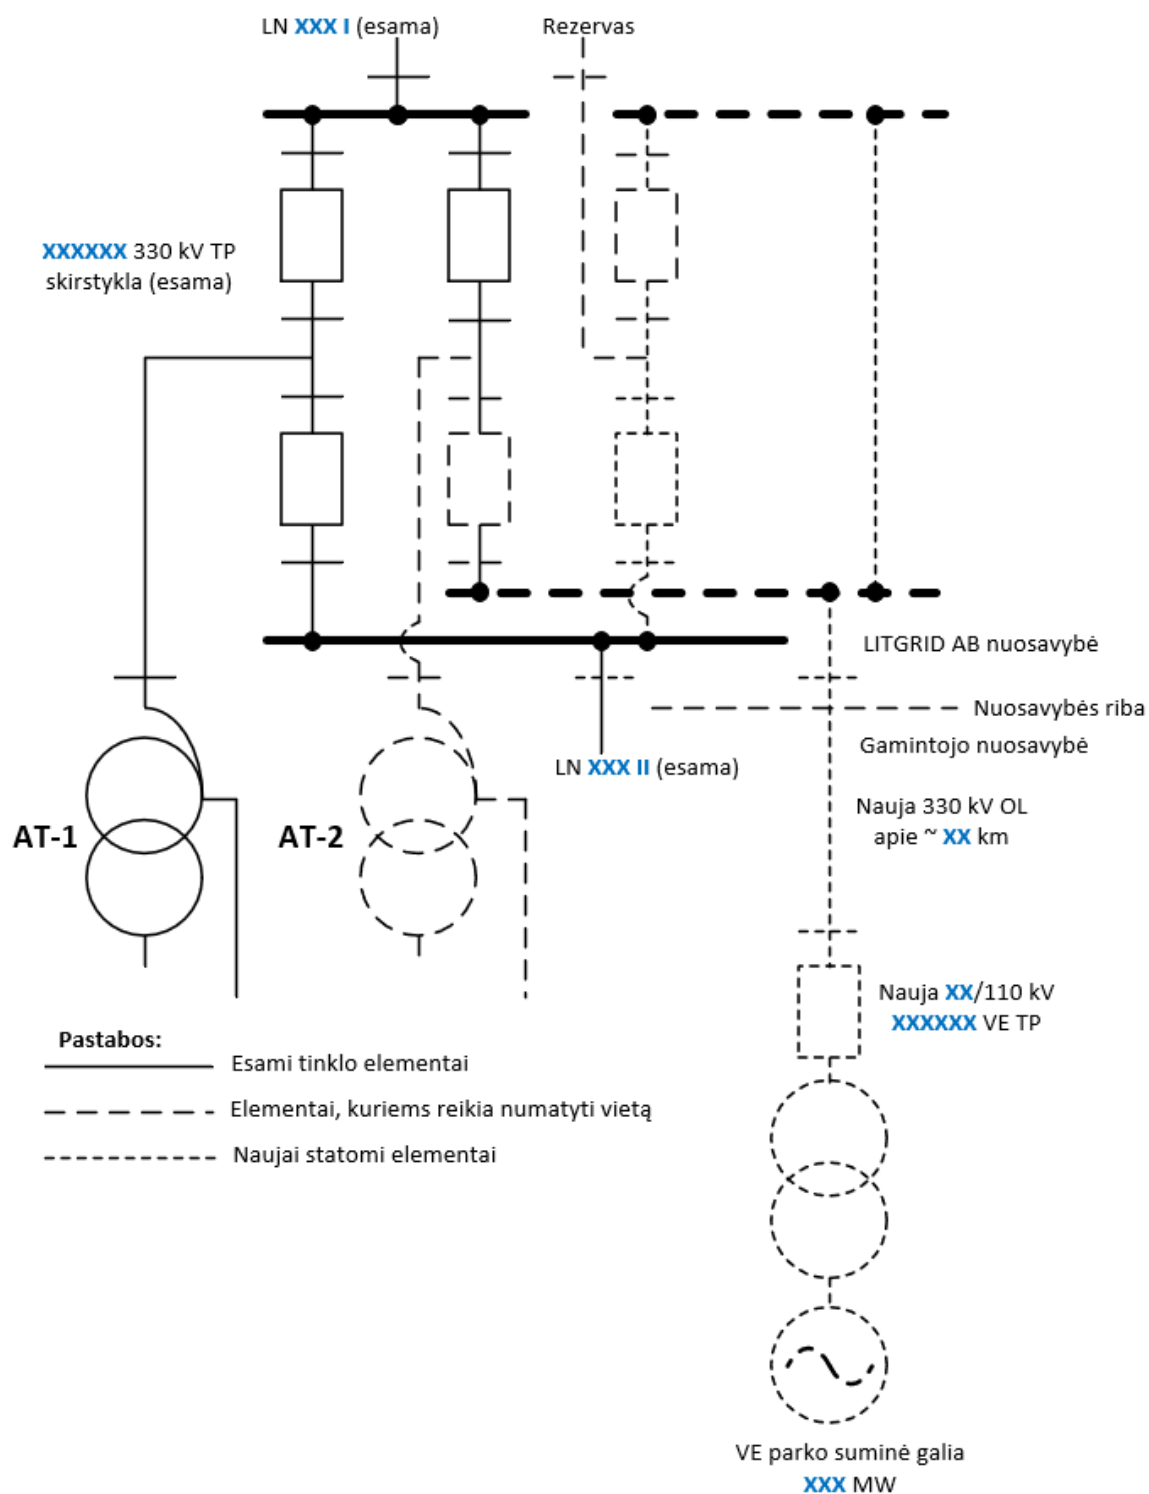 LN XXX I (esama)
Rezervas
XXXXXX 330 kV TP
skirstykla (esama)
LITGRID AB nuosavybė
Nuosavybės riba
Gamintojo nuosavybė
LN XXX II (esama)
Nauja 330 kV OL
apie ~ XX km
AT-1
AT-2
Nauja XX/110 kV
XXXXXX VE TP
Pastabos:
Esami tinklo elementai
Elementai, kuriems reikia numatyti vietą
Naujai statomi elementai
VE parko suminė galia
XXX MW